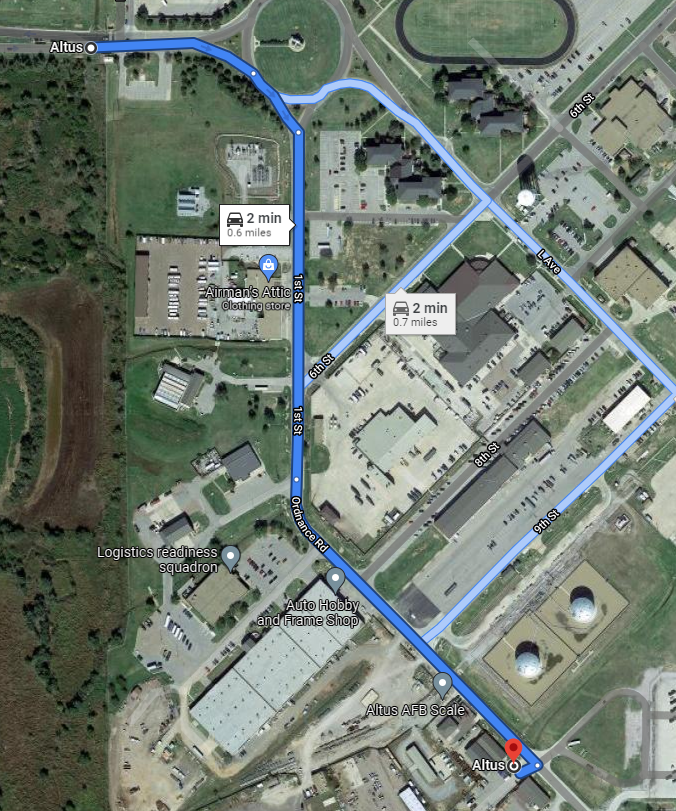 Altus
6th St
2 min
0.6 miles
L Ave
1st St
Airman's Attic
Clothing store
2 min
0.7 miles
6th St
1st St
8th St
Ordnance Rd
9th St
Logistics readiness
squadron
Auto Hobby
and Frame Shop
Altus AFB Scale
Altus